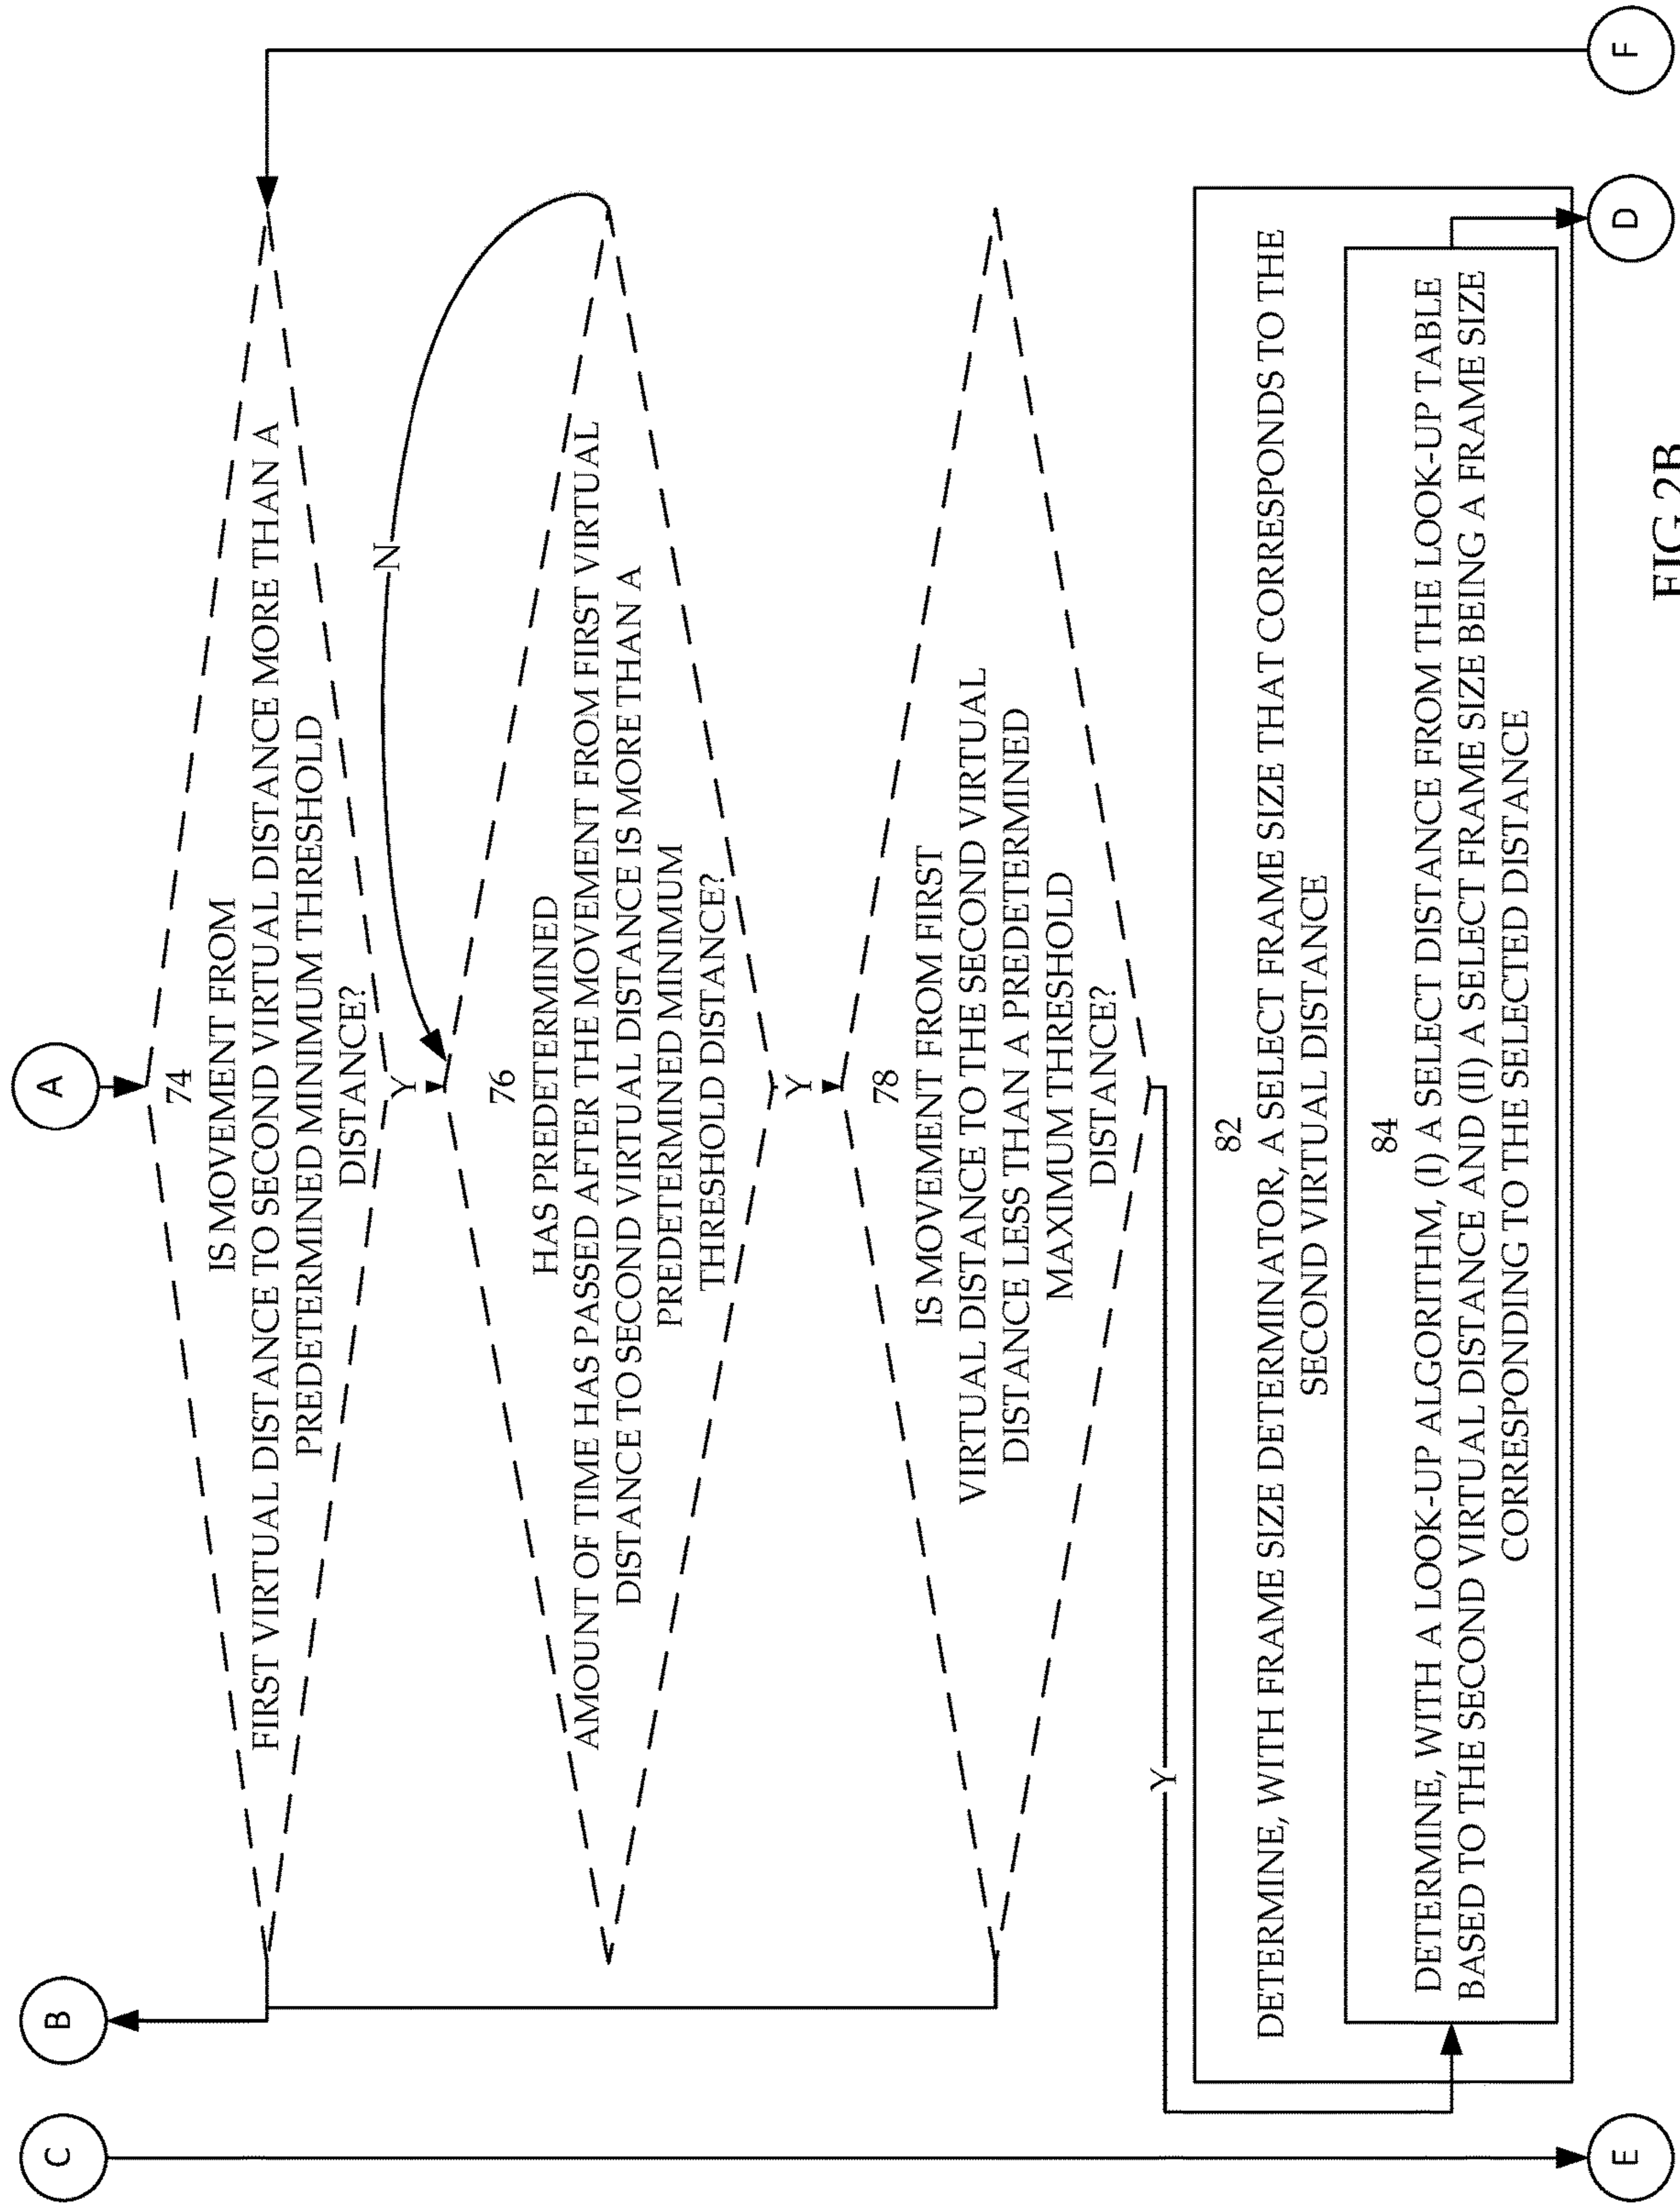 C
B
A
74
IS MOVEMENT FROM
FIRST VIRTUAL DISTANCE TO SECOND VIRTUAL DISTANCE MORE THAN A
PREDETERMINED MINIMUM THRESHOLD
DISTANCE?
Y
N
76
HAS PREDETERMINED
AMOUNT OF TIME HAS PASSED AFTER THE MOVEMENT FROM FIRST VIRTUAL
DISTANCE TO SECOND VIRTUAL DISTANCE IS MORE THAN A
PREDETERMINED MINIMUM
THRESHOLD DISTANCE?
Y
78
IS MOVEMENT FROM FIRST
VIRTUAL DISTANCE TO THE SECOND VIRTUAL
DISTANCE LESS THAN A PREDETERMINED
MAXIMUM THRESHOLD
DISTANCE?
Y
82
DETERMINE, WITH FRAME SIZE DETERMINATOR, A SELECT FRAME SIZE THAT CORRESPONDS TO THE
SECOND VIRTUAL DISTANCE
84
DETERMINE, WITH A LOOK-UP ALGORITHM, (I) A SELECT DISTANCE FROM THE LOOK-UP TABLE
BASED TO THE SECOND VIRTUAL DISTANCE AND (II) A SELECT FRAME SIZE BEING A FRAME SIZE
CORRESPONDING TO THE SELECTED DISTANCE
E
D
F
FIG 2B